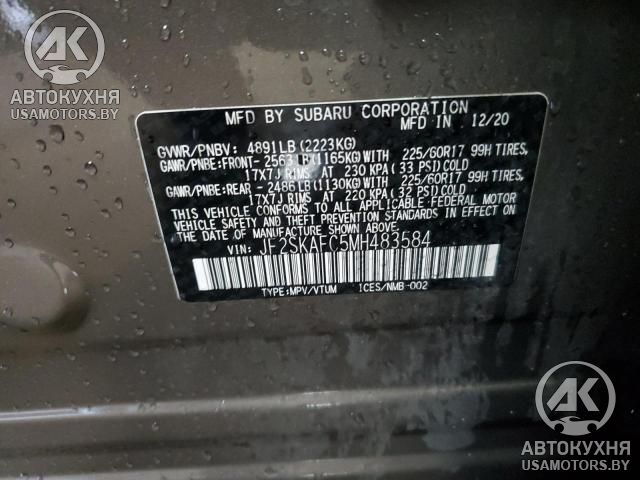 АК
АВТОКУХНЯ
USAMOTORS.BY
MFD BY SUBARU CORPORATION
MFD IN 12/20
GVWR/PNBV: 4891LB(2223KG)
GAWR/PNBE:FRONT- 2563LB(1165KG)WITH 225/60R17 99H TIRES,
17X7J RIMS AT 230 KPA (33 PSI)COLD
GAWR/PNBE:REAR - 2486LB(1130KG)WITH 225/60R17 99H TIRES,
17X7J RIMS AT 220 KPA (32 PSI)COLD
THIS VEHICLE CONFORMS TO ALL APPLICABLE FEDERAL MOTOR
VEHICLE SAFETY AND THEFT PREVENTION STANDARDS IN EFFECT ON
THE DATE OF MANUFACTURE SHOWN ABOVE.
VIN: JF2SKAFC5MH483584
TYPE:MPV/VTUM ICES/NMB-002
АК
АВТОКУХНЯ
USAMOTORS.BY